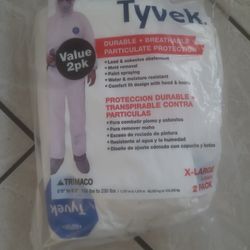 Tyvek
Value
2pk
DURABLE • BREATHABLE
PARTICULATE PROTECTION
• Lead & asbestos abatement
• Mold removal
• Paint spraying
• Water & moisture resistant
• Comfort fit design with hood & boots
PROTECCION DURABLE •
TRANSPIRABLE CONTRA
PARTICULAS
• Para combatir plomo y asbestos
• Para remover moho
• Exceso de rociado de pintura
• Resistente al agua y la humedad
• Diseño de ajuste cómodo con capucha y botas
TRIMACO
X-LARGE
2 PACK
Tyvek